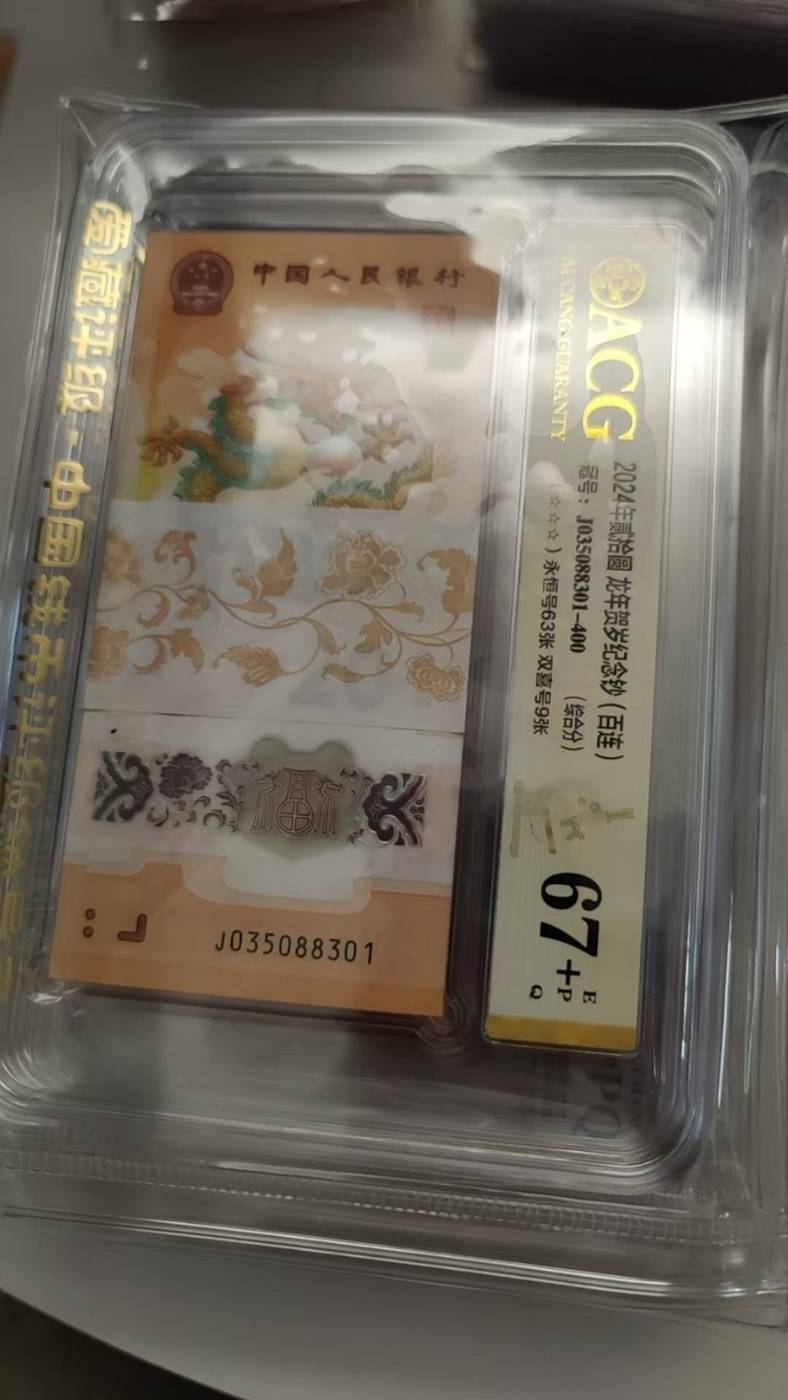 中国人民银行
J035088301
ACG
AI CANG GUARANTY
2024年贰拾圆 龙年贺岁纪念钞（百连）
冠号：J035088301-400 （综合分）
☆☆☆）永恒号63张 双喜号9张
67+
E
P
Q
爱藏评级-中国钱币评级
PQ